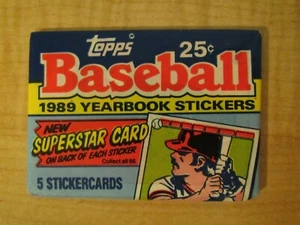 Topps 25¢
Baseball
1989 YEARBOOK STICKERS
NEW
SUPERSTAR CARD
ON BACK OF EACH STICKER
Collect all 66
5 STICKERCARDS